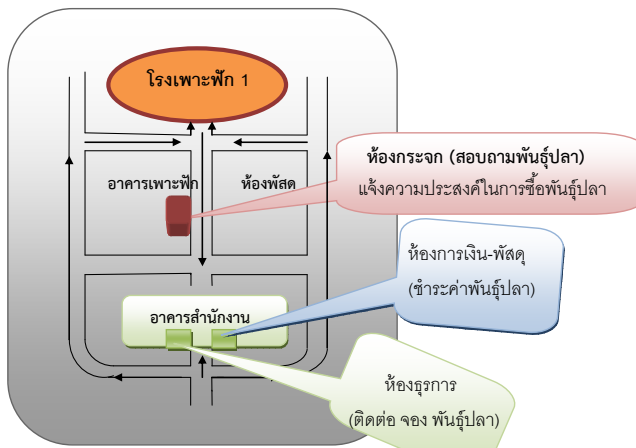 โรงเพาะฟัก 1
ห้องกระจก (สอบถามพันธุ์ปลา)
แจ้งความประสงค์ในการซื้อพันธุ์ปลา
อาคารเพาะฟัก
ห้องพัสด
ห้องการเงิน-พัสดุ
(ชำระค่าพันธุ์ปลา)
อาคารสำนักงาน
ห้องธุรการ
(ติดต่อ จอง พันธุ์ปลา)